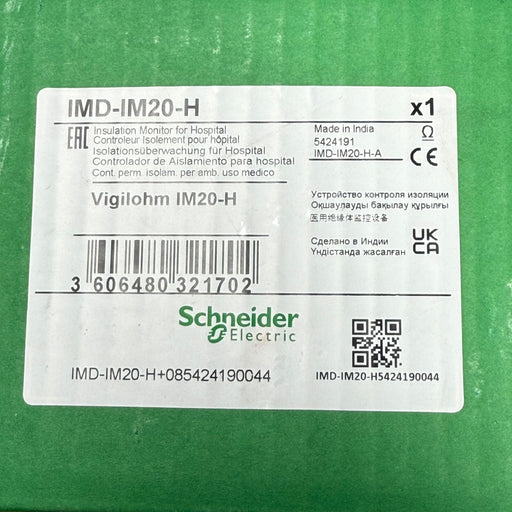 IMD-IM20-H
x1
EAC
Insulation Monitor for Hospital
Controleur Isolement pour hôpital
Isolationsüberwachung für Hospital
Controlador de Aislamiento para hospital
Cont. perm. isolam. per amb. uso medico
Made in India
5424191
IMD-IM20-H-A
Ω
CE
Vigilohm IM20-H
Устройство контроля изоляции
Оқшаулауды бақылау құрылғы
医用绝缘体监控设备
Сделано в Индии
Үндістанда жасалған
UK
CA
3 606480 321702
Schneider
Electric
IMD-IM20-H+085424190044
IMD-IM20-H5424190044